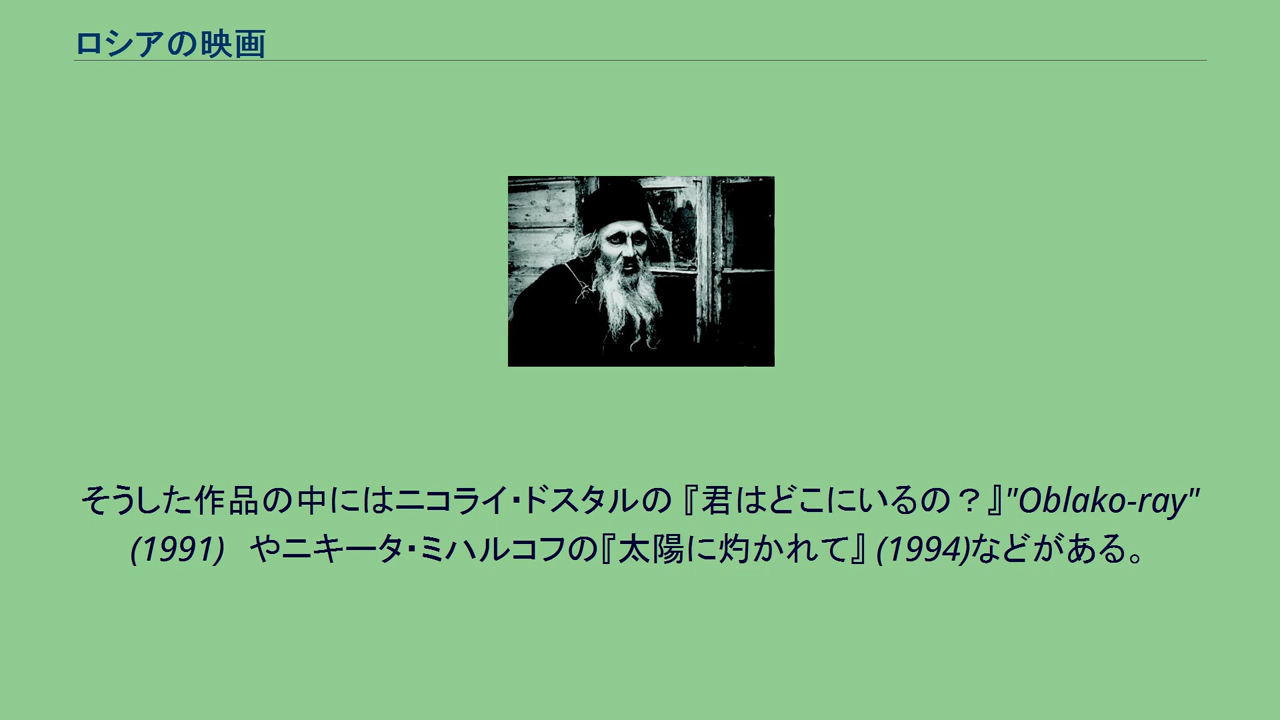 ロシアの映画
そうした作品の中にはニコライ・ドスタルの『君はどこにいるの？』"Oblako-ray"
(1991)　やニキータ・ミハルコフの『太陽に灼かれて』(1994)などがある。